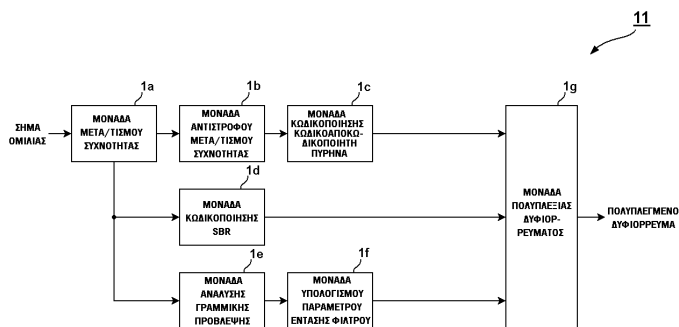 11
1a
1b
1c
1g
ΣΗΜΑ
ΟΜΙΛΙΑΣ
ΜΟΝΑΔΑ
ΜΕΤΑ/ΤΙΣΜΟΥ
ΣΥΧΝΟΤΗΤΑΣ
ΜΟΝΑΔΑ
ΑΝΤΙΣΤΡΟΦΟΥ
ΜΕΤΑ/ΤΙΣΜΟΥ
ΣΥΧΝΟΤΗΤΑΣ
ΜΟΝΑΔΑ
ΚΩΔΙΚΟΠΟΙΗΣΗΣ
ΚΩΔΙΚΟΑΠΟΚΩ-
ΔΙΚΟΠΟΙΗΤΗ
ΠΥΡΗΝΑ
1d
ΜΟΝΑΔΑ
ΚΩΔΙΚΟΠΟΙΗΣΗΣ
SBR
ΜΟΝΑΔΑ
ΠΟΛΥΠΛΕΞΙΑΣ
ΔΥΦΙΟΡ-
ΡΕΥΜΑΤΟΣ
ΠΟΛΥΠΛΕΓΜΕΝΟ
ΔΥΦΙΟΡΡΕΥΜΑ
1e
1f
ΜΟΝΑΔΑ
ΑΝΑΛΥΣΗΣ
ΓΡΑΜΜΙΚΗΣ
ΠΡΟΒΛΕΨΗΣ
ΜΟΝΑΔΑ
ΥΠΟΛΟΓΙΣΜΟΥ
ΠΑΡΑΜΕΤΡΟΥ
ΕΝΤΑΣΗΣ ΦΙΛΤΡΟΥ